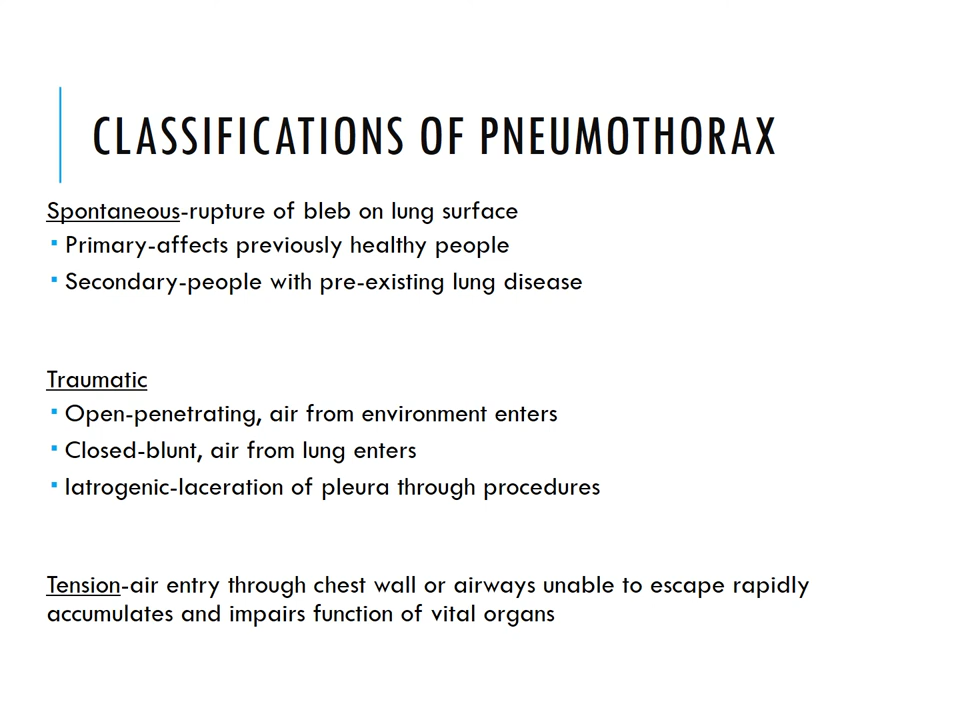 CLASSIFICATIONS OF PNEUMOTHORAX
Spontaneous-rupture of bleb on lung surface
▪ Primary-affects previously healthy people
▪ Secondary-people with pre-existing lung disease
Traumatic
▪ Open-penetrating, air from environment enters
▪ Closed-blunt, air from lung enters
▪ Iatrogenic-laceration of pleura through procedures
Tension-air entry through chest wall or airways unable to escape rapidly
accumulates and impairs function of vital organs